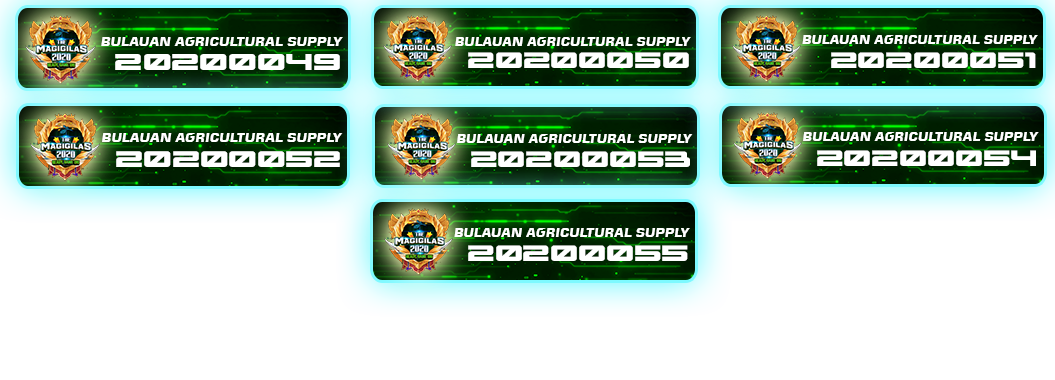 THE
MAGIGILAS
2020
BULAUAN AGRICULTURAL SUPPLY
20200049
THE
MAGIGILAS
2020
BULAUAN AGRICULTURAL SUPPLY
20200050
THE
MAGIGILAS
2020
BULAUAN AGRICULTURAL SUPPLY
20200051
THE
MAGIGILAS
2020
BULAUAN AGRICULTURAL SUPPLY
20200052
THE
MAGIGILAS
2020
BULAUAN AGRICULTURAL SUPPLY
20200053
THE
MAGIGILAS
2020
BULAUAN AGRICULTURAL SUPPLY
20200054
THE
MAGIGILAS
2020
BULAUAN AGRICULTURAL SUPPLY
20200055